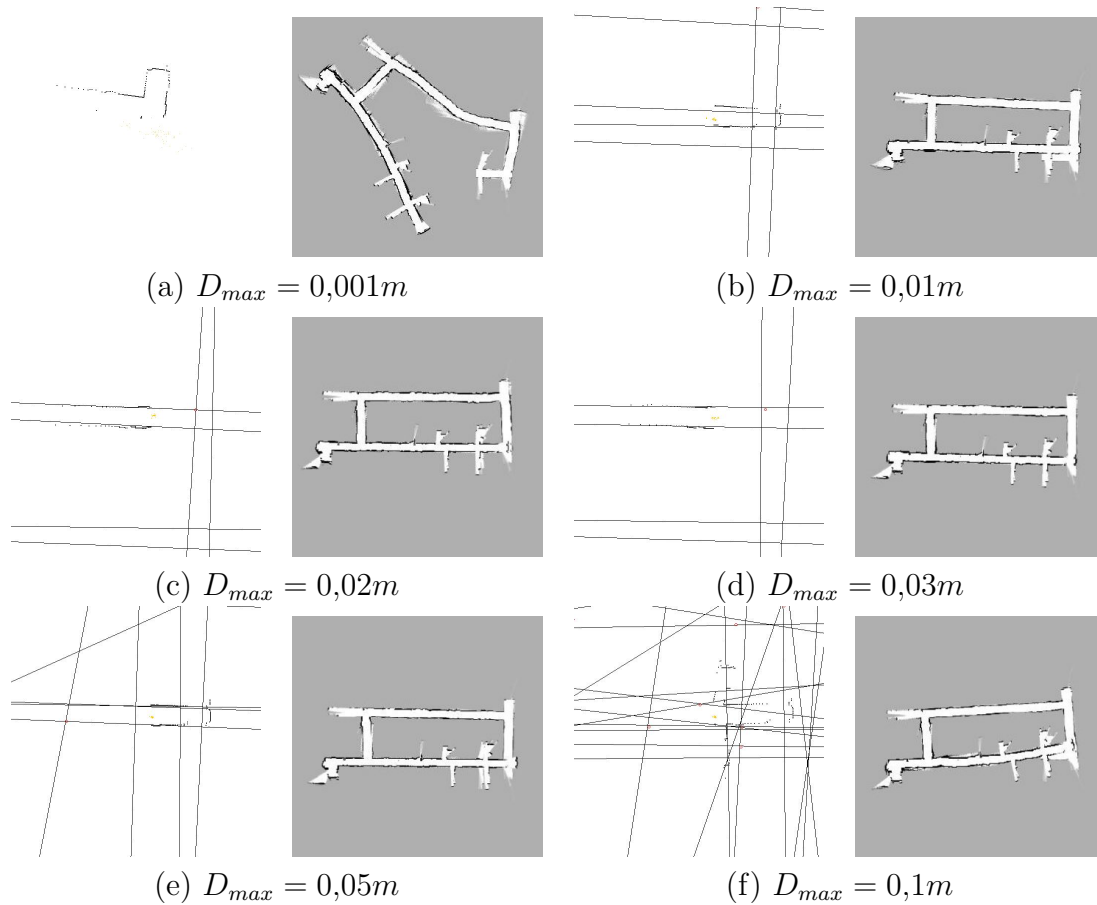 (a) D_max = 0,001m
(b) D_max = 0,01m
(c) D_max = 0,02m
(d) D_max = 0,03m
(e) D_max = 0,05m
(f) D_max = 0,1m